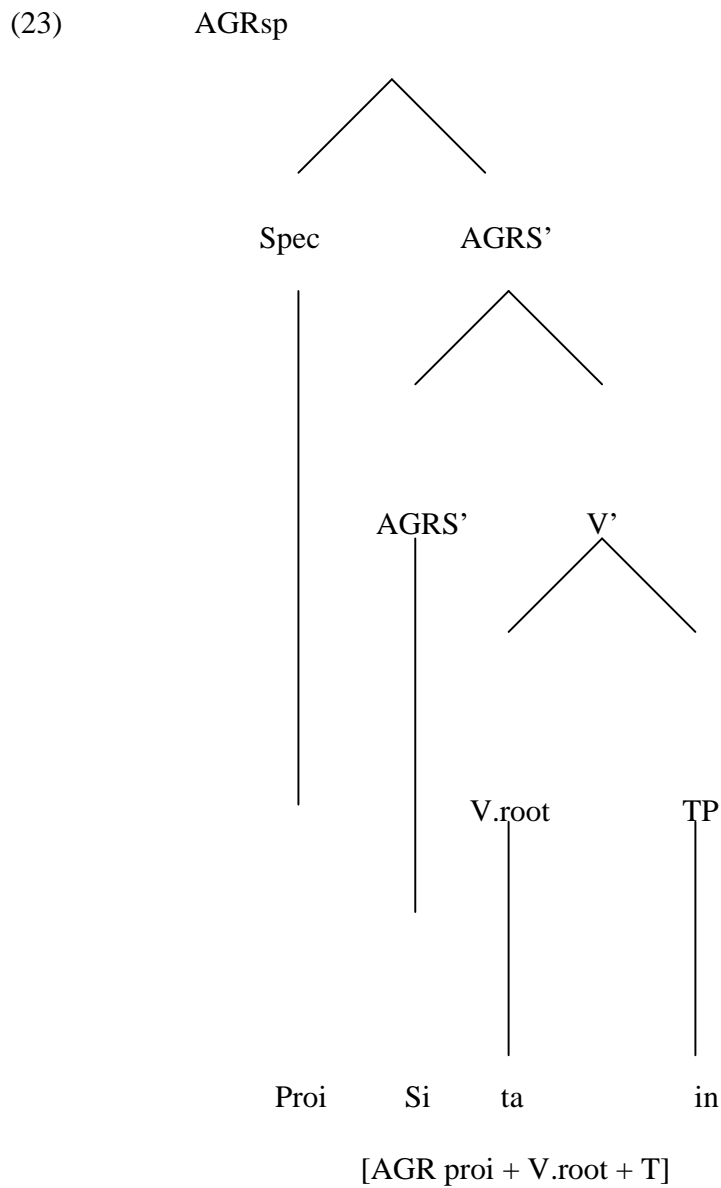 (23) AGRsp
Spec AGRS’
AGRS’ V’
V.root TP
Proi Si ta in
[AGR proi + V.root + T]